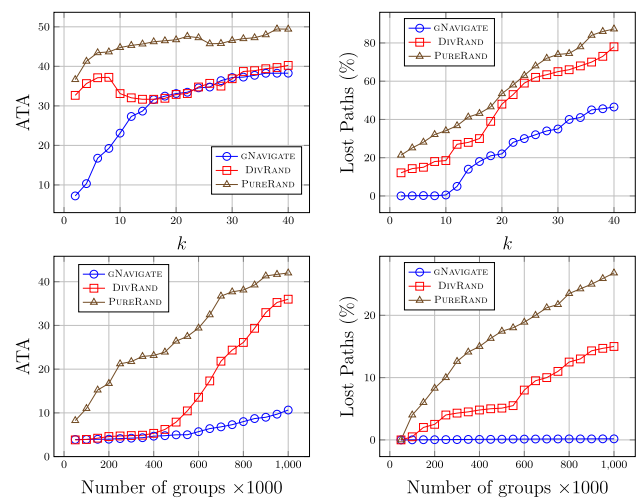 50
40
30
20
10
0
10
20
30
40
ATA
k
gNavigate
DivRand
PureRand
80
60
40
20
0
0
10
20
30
40
Lost Paths (%)
k
gNavigate
DivRand
PureRand
40
30
20
10
0
0
200
400
600
800
1,000
ATA
Number of groups ×1000
gNavigate
DivRand
PureRand
20
10
0
0
200
400
600
800
1,000
Lost Paths (%)
Number of groups ×1000
gNavigate
DivRand
PureRand